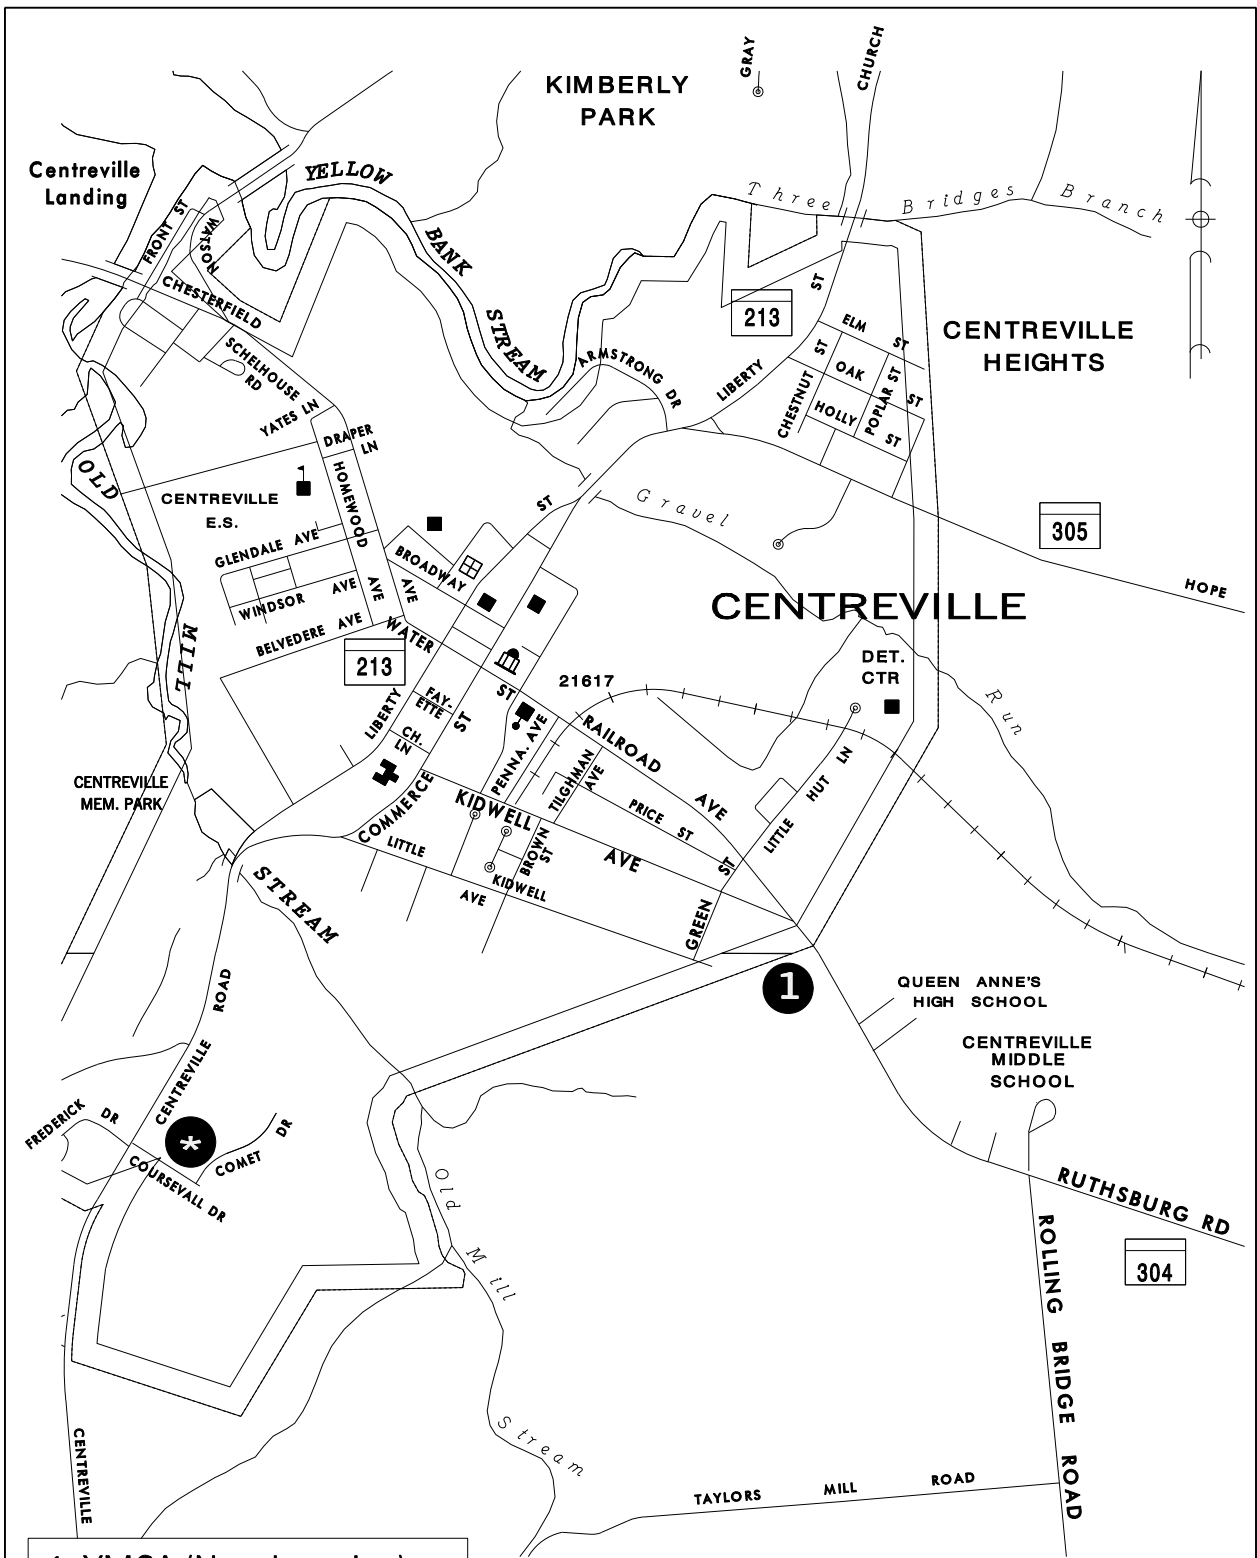 GRAY
CHURCH
KIMBERLY
PARK
Centreville
Landing
YELLOW
BANK
STREAM
Three Bridges Branch
FRONT ST
WATSON
CHESTERFIELD
SCHELHOUSE
RD
YATES LN
DRAPER
LN
HOMEWOOD
AVE
ARMSTRONG DR
LIBERTY
ST
213
ELM ST
OAK ST
HOLLY ST
CHESTNUT ST
POPLAR ST
CENTREVILLE
HEIGHTS
OLD
MILL
STREAM
CENTREVILLE
E.S.
GLENDALE AVE
WINDSOR AVE
BELVEDERE AVE
BROADWAY
AVE
ST
Gravel
Run
305
HOPE
CENTREVILLE
WATER
ST
213
DET.
CTR
21617
LIBERTY
FAY-
ETTE
CH.
LN
ST
COMMERCE
PENNA. AVE
RAILROAD AVE
TILGHMAN
AVE
PRICE ST
KIDWELL
AVE
BROWN
ST
LITTLE
KIDWELL
AVE
GREEN
ST
LITTLE HUT LN
CENTREVILLE
MEM. PARK
1
QUEEN ANNE'S
HIGH SCHOOL
CENTREVILLE
MIDDLE
SCHOOL
CENTREVILLE ROAD
FREDERICK DR
*
COMET DR
COURSEVALL DR
RUTHSBURG RD
304
ROLLING BRIDGE ROAD
Old Mill Stream
CENTREVILLE
TAYLORS MILL ROAD